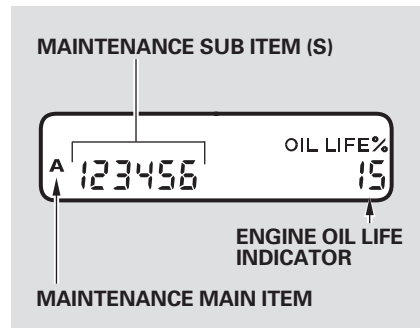 MAINTENANCE SUB ITEM (S)
OIL LIFE%
A 123456 15
ENGINE OIL LIFE
INDICATOR
MAINTENANCE MAIN ITEM